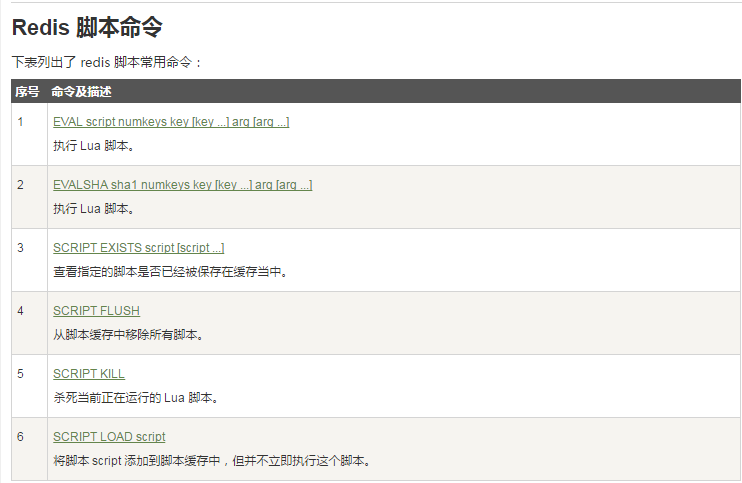 Redis 脚本命令
下表列出了 redis 脚本常用命令：
序号 命令及描述
1 EVAL script numkeys key [key ...] arg [arg ...]
执行 Lua 脚本。
2 EVALSHA sha1 numkeys key [key ...] arg [arg ...]
执行 Lua 脚本。
3 SCRIPT EXISTS script [script ...]
查看指定的脚本是否已经被保存在缓存当中。
4 SCRIPT FLUSH
从脚本缓存中移除所有脚本。
5 SCRIPT KILL
杀死当前正在运行的 Lua 脚本。
6 SCRIPT LOAD script
将脚本 script 添加到脚本缓存中，但并不立即执行这个脚本。